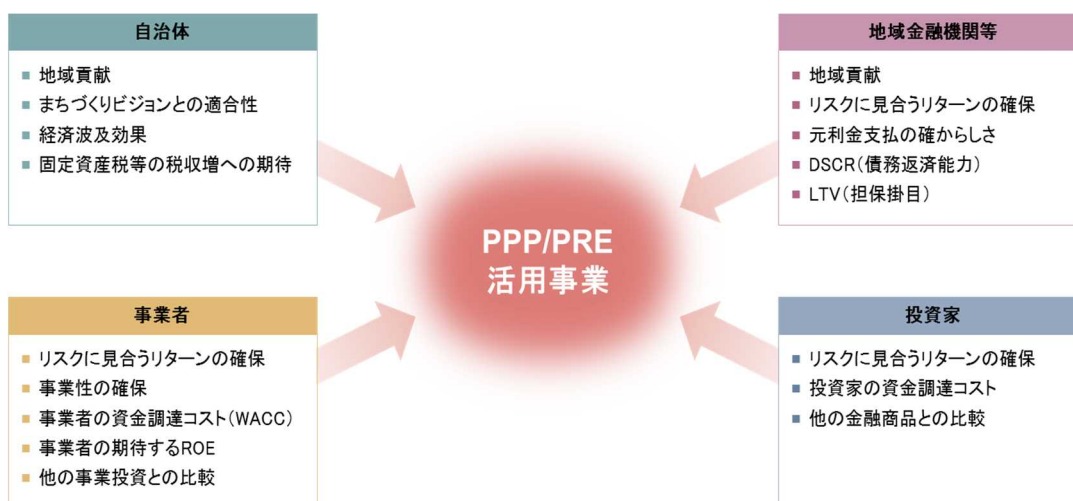 自治体
■ 地域貢献
■ まちづくりビジョンとの適合性
■ 経済波及効果
■ 固定資産税等の税収増への期待
地域金融機関等
■ 地域貢献
■ リスクに見合うリターンの確保
■ 元利金支払の確からしさ
■ DSCR(債務返済能力)
■ LTV(担保掛目)
PPP/PRE
活用事業
事業者
■ リスクに見合うリターンの確保
■ 事業性の確保
■ 事業者の資金調達コスト(WACC)
■ 事業者の期待するROE
■ 他の事業投資との比較
投資家
■ リスクに見合うリターンの確保
■ 投資家の資金調達コスト
■ 他の金融商品との比較